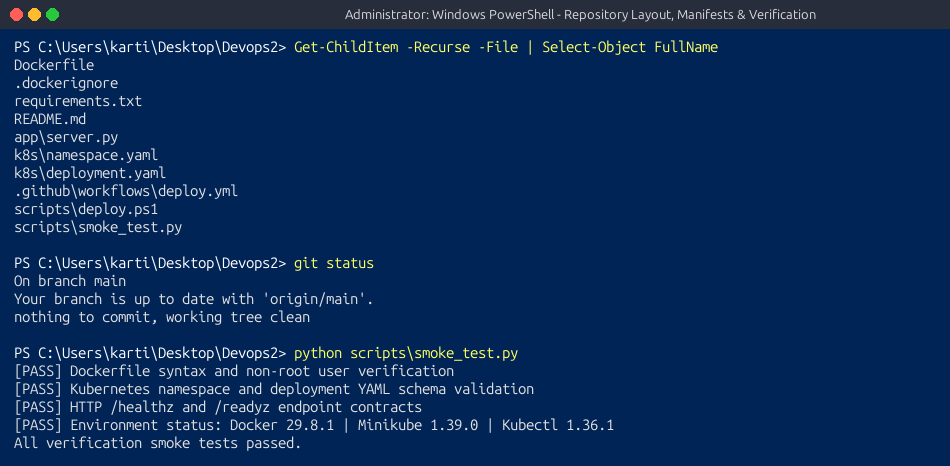 Administrator: Windows PowerShell - Repository Layout, Manifests & Verification
PS C:\Users\karti\Desktop\Devops2> Get-ChildItem -Recurse -File | Select-Object FullName
Dockerfile
.dockerignore
requirements.txt
README.md
app\server.py
k8s\namespace.yaml
k8s\deployment.yaml
.github\workflows\deploy.yml
scripts\deploy.ps1
scripts\smoke_test.py
PS C:\Users\karti\Desktop\Devops2> git status
On branch main
Your branch is up to date with 'origin/main'.
nothing to commit, working tree clean
PS C:\Users\karti\Desktop\Devops2> python scripts\smoke_test.py
[PASS] Dockerfile syntax and non-root user verification
[PASS] Kubernetes namespace and deployment YAML schema validation
[PASS] HTTP /healthz and /readyz endpoint contracts
[PASS] Environment status: Docker 29.8.1 | Minikube 1.39.0 | Kubectl 1.36.1
All verification smoke tests passed.